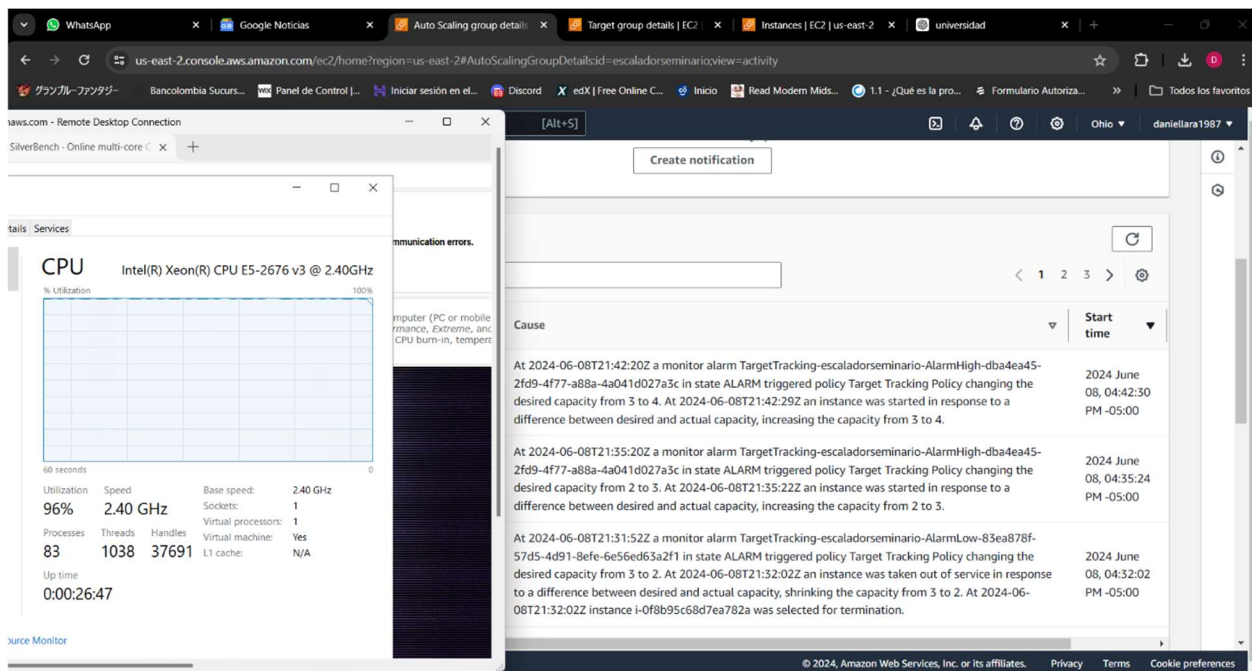 WhatsApp
Google Noticias
Auto Scaling group details
Target group details | EC2
Instances | EC2 | us-east-2
universidad
us-east-2.console.aws.amazon.com/ec2/home?region=us-east-2#AutoScalingGroupDetails:id=escaladorseminario;view=activity
グランブルーファンタジー
Bancolombia Sucurs...
WIX
Panel de Control |...
Iniciar sesión en el...
Discord
edX | Free Online C...
Inicio
Read Modern Mids...
1.1 - ¿Qué es la pro...
Formulario Autoriza...
Todos los favoritos
naws.com - Remote Desktop Connection
SilverBench - Online multi-core C
[Alt+S]
Ohio
daniellara1987
Create notification
tails
Services
mmunication errors.
CPU
Intel(R) Xeon(R) CPU E5-2676 v3 @ 2.40GHz
% Utilization
100%
mputer (PC or mobile
rmance, Extreme, and
CPU burn-in, tempera
60 seconds
0
Utilization
Speed
96%
2.40 GHz
Processes
Threads
Handles
83
1038
37691
Up time
0:00:26:47
Base speed:
2.40 GHz
Sockets:
1
Virtual processors:
1
Virtual machine:
Yes
L1 cache:
N/A
ource Monitor
1 2 3
Cause
Start
time
At 2024-06-08T21:42:20Z a monitor alarm TargetTracking-escaladorseminario-AlarmHigh-dba4ea45-
2fd9-4f77-a88a-4a041d027a3c in state ALARM triggered policy Target Tracking Policy changing the
desired capacity from 3 to 4. At 2024-06-08T21:42:29Z an instance was started in response to a
difference between desired and actual capacity, increasing the capacity from 3 to 4.
2024 June
08, 04:42:30
PM -05:00
At 2024-06-08T21:35:20Z a monitor alarm TargetTracking-escaladorseminario-AlarmHigh-dba4ea45-
2fd9-4f77-a88a-4a041d027a3c in state ALARM triggered policy Target Tracking Policy changing the
desired capacity from 2 to 3. At 2024-06-08T21:35:22Z an instance was started in response to a
difference between desired and actual capacity, increasing the capacity from 2 to 3.
2024 June
08, 04:35:24
PM -05:00
At 2024-06-08T21:31:52Z a monitor alarm TargetTracking-escaladorseminario-AlarmLow-83ea878f-
57d5-4d91-8efe-6e56ed63a2f1 in state ALARM triggered policy Target Tracking Policy changing the
desired capacity from 3 to 2. At 2024-06-08T21:32:02Z an instance was taken out of service in response
to a difference between desired and actual capacity, shrinking the capacity from 3 to 2. At 2024-06-
08T21:32:02Z instance i-0f8b95c68d7ea782a was selected for termination.
2024 June
08, 04:32:02
PM -05:00
© 2024, Amazon Web Services, Inc. or its affiliates.
Privacy
Terms
Cookie preferences